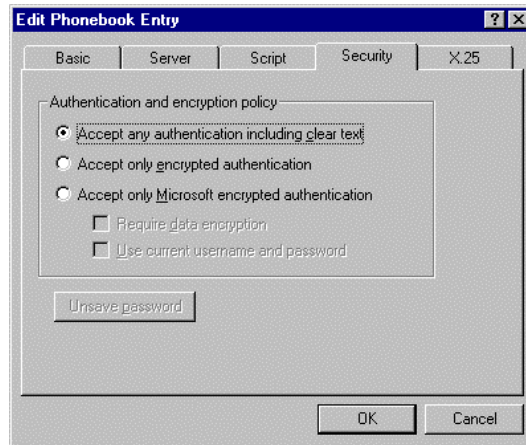 Edit Phonebook Entry
Basic Server Script Security X.25
Authentication and encryption policy
Accept any authentication including clear text
Accept only encrypted authentication
Accept only Microsoft encrypted authentication
Require data encryption
Use current username and password
Unsave password
OK Cancel